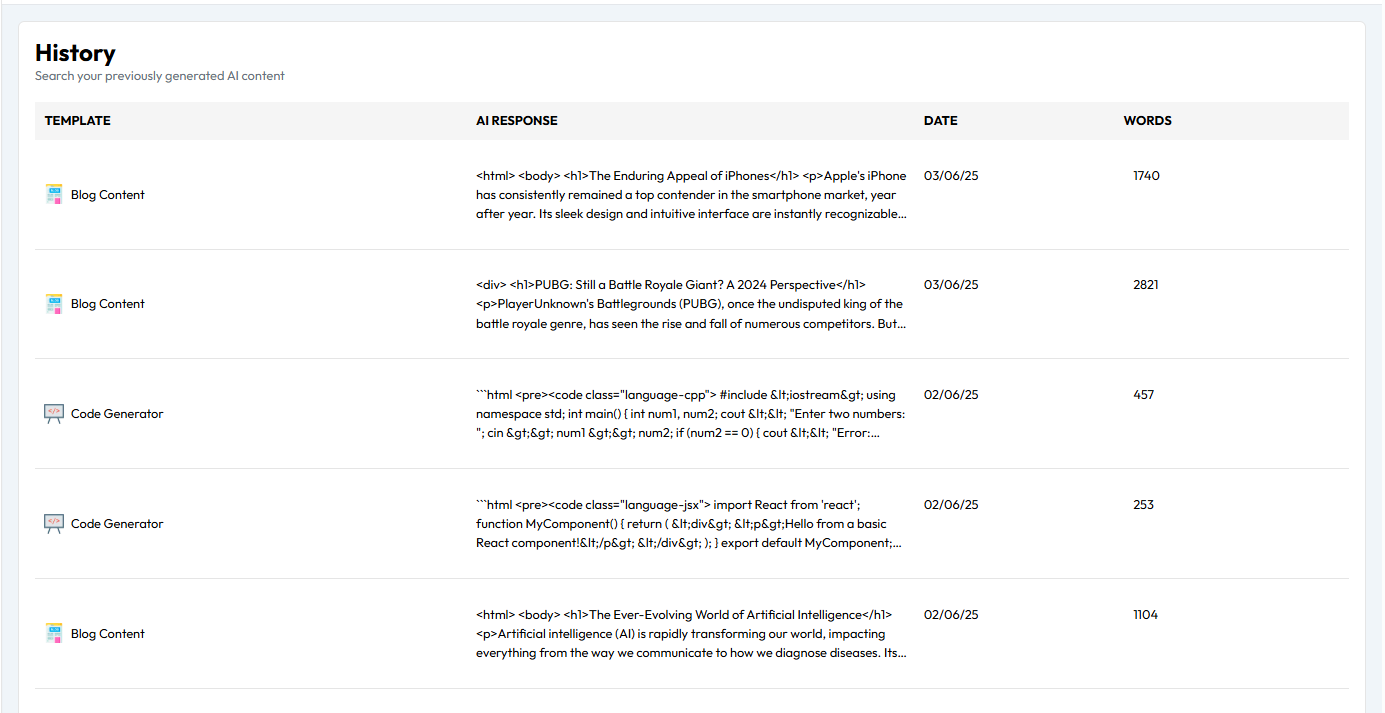 History
Search your previously generated AI content
TEMPLATE AI RESPONSE DATE WORDS
Blog Content
<html> <body> <h1>The Enduring Appeal of iPhones</h1> <p>Apple's iPhone
has consistently remained a top contender in the smartphone market, year
after year. Its sleek design and intuitive interface are instantly recognizable...
03/06/25
1740
Blog Content
<div> <h1>PUBG: Still a Battle Royale Giant? A 2024 Perspective</h1>
<p>PlayerUnknown's Battlegrounds (PUBG), once the undisputed king of the
battle royale genre, has seen the rise and fall of numerous competitors. But...
03/06/25
2821
Code Generator
```html <pre><code class="language-cpp"> #include &lt;iostream&gt; using
namespace std; int main() { int num1, num2; cout &lt;&lt; "Enter two numbers:
"; cin &gt;&gt; num1 &gt;&gt; num2; if (num2 == 0) { cout &lt;&lt; "Error:...
02/06/25
457
Code Generator
```html <pre><code class="language-jsx"> import React from 'react';
function MyComponent() { return ( &lt;div&gt; &lt;p&gt;Hello from a basic
React component!&lt;/p&gt; &lt;/div&gt; ); } export default MyComponent;...
02/06/25
253
Blog Content
<html> <body> <h1>The Ever-Evolving World of Artificial Intelligence</h1>
<p>Artificial intelligence (AI) is rapidly transforming our world, impacting
everything from the way we communicate to how we diagnose diseases. Its...
02/06/25
1104